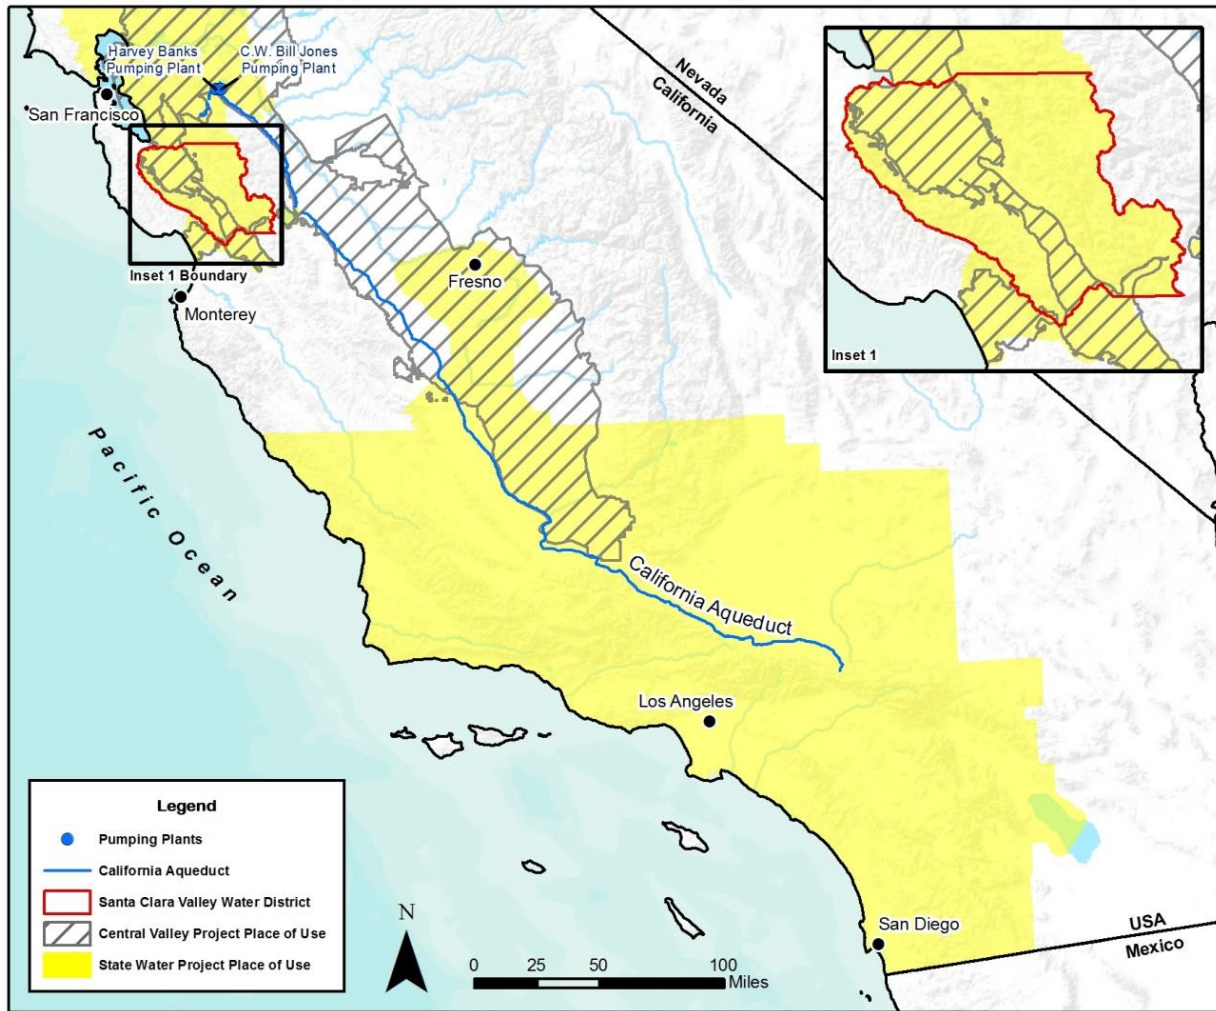 Harvey Banks
Pumping Plant
C.W. Bill Jones
Pumping Plant
San Francisco
Nevada
California
Inset 1 Boundary
Monterey
Fresno
Inset 1
Pacific Ocean
California Aqueduct
Los Angeles
San Diego
USA
Mexico
Legend
Pumping Plants
California Aqueduct
Santa Clara Valley Water District
Central Valley Project Place of Use
State Water Project Place of Use
N
0 25 50 100
Miles